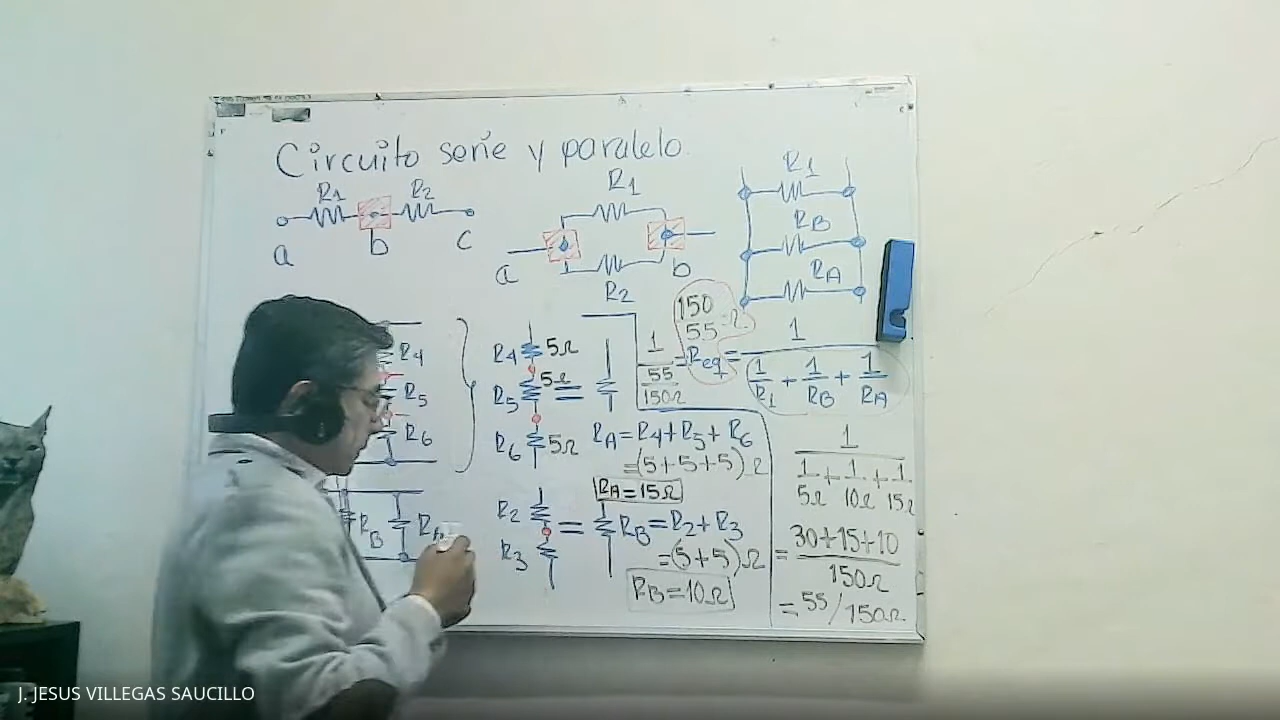 Circuito serie y paralelo
R1 R2
a b c
R1
a b
R2
R1
RB
RA
R4
R5
R6
RB RA
R4 5Ω
R5 5Ω =
R6 5Ω
1 / 55/150Ω = Req = 1 / (1/R1 + 1/RB + 1/RA)
150/55 Ω
RA = R4 + R5 + R6
= (5+5+5) Ω
RA = 15Ω
R2
R3
= RB = R2 + R3
= (5+5) Ω
RB = 10Ω
1 / (1/5Ω + 1/10Ω + 1/15Ω)
= 30+15+10 / 150Ω
= 55/150Ω
J. JESUS VILLEGAS SAUCILLO